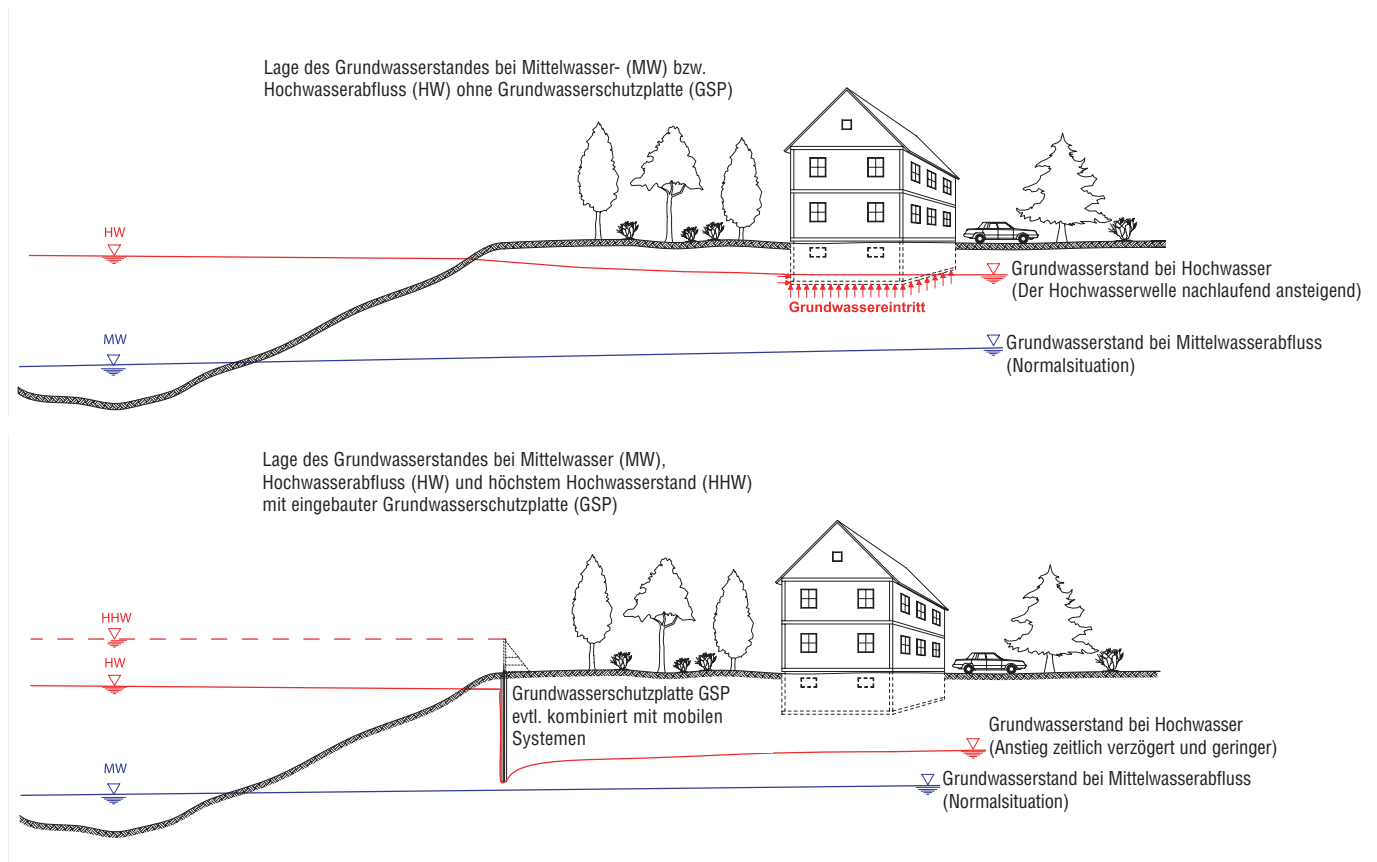 Lage des Grundwasserstandes bei Mittelwasser- (MW) bzw.
Hochwasserabfluss (HW) ohne Grundwasserschutzplatte (GSP)
HW
Grundwasserstand bei Hochwasser
(Der Hochwasserwelle nachlaufend ansteigend)
Grundwassereintritt
MW
Grundwasserstand bei Mittelwasserabfluss
(Normalsituation)
Lage des Grundwasserstandes bei Mittelwasser (MW),
Hochwasserabfluss (HW) und höchstem Hochwasserstand (HHW)
mit eingebauter Grundwasserschutzplatte (GSP)
HHW
HW
Grundwasserschutzplatte GSP
evtl. kombiniert mit mobilen
Systemen
Grundwasserstand bei Hochwasser
(Anstieg zeitlich verzögert und geringer)
MW
Grundwasserstand bei Mittelwasserabfluss
(Normalsituation)